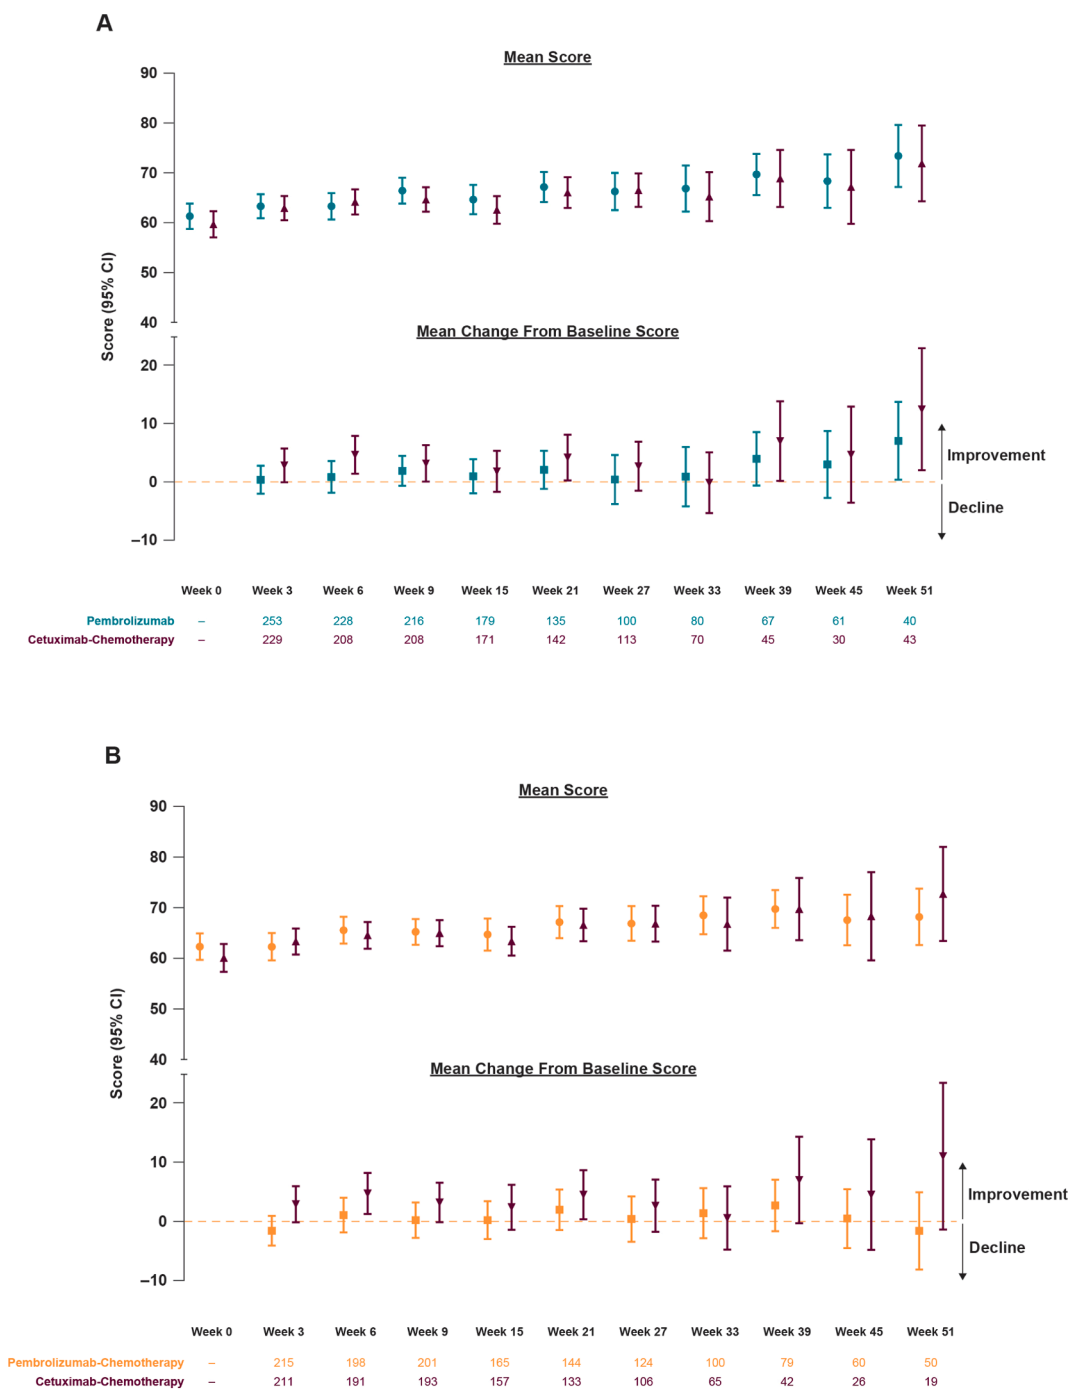 A
Mean Score
90
80
70
60
50
40
Score (95% CI)
Mean Change From Baseline Score
20
10
0
–10
Improvement
Decline
Week 0 Week 3 Week 6 Week 9 Week 15 Week 21 Week 27 Week 33 Week 39 Week 45 Week 51
Pembrolizumab – 253 228 216 179 135 100 80 67 61 40
Cetuximab-Chemotherapy – 229 208 208 171 142 113 70 45 30 43
B
Mean Score
90
80
70
60
50
40
Score (95% CI)
Mean Change From Baseline Score
20
10
0
–10
Improvement
Decline
Week 0 Week 3 Week 6 Week 9 Week 15 Week 21 Week 27 Week 33 Week 39 Week 45 Week 51
Pembrolizumab-Chemotherapy – 215 198 201 165 144 124 100 79 60 50
Cetuximab-Chemotherapy – 211 191 193 157 133 106 65 42 26 19